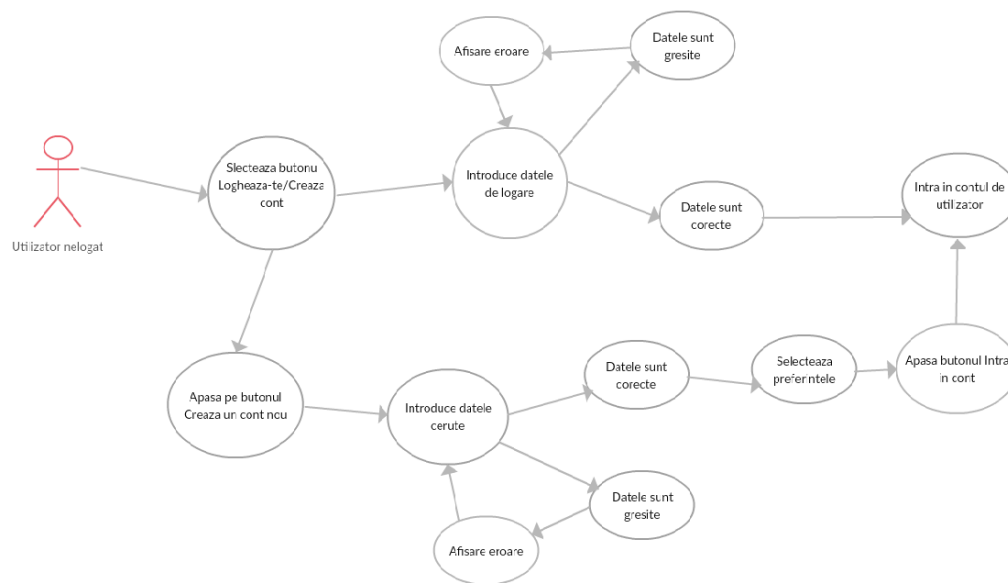 Afisare eroare
Datele sunt
gresite
Slecteaza butonu
Logheaza-te/Creaza
cont
Introduce datele
de logare
Intra in contul de
utilizator
Datele sunt
corecte
Utilizator nelogat
Apasa pe butonul
Creaza un cont nou
Introduce datele
cerute
Datele sunt
corecte
Selecteaza
preferintele
Apasa butonul Intra
in cont
Datele sunt
gresite
Afisare eroare